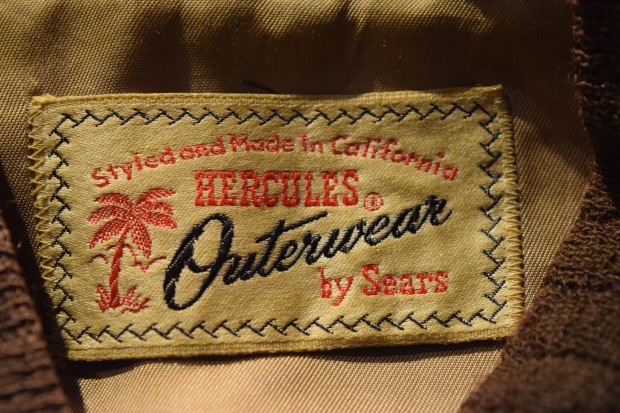 Styled and Made in California
HERCULES ®
Outerwear
by Sears